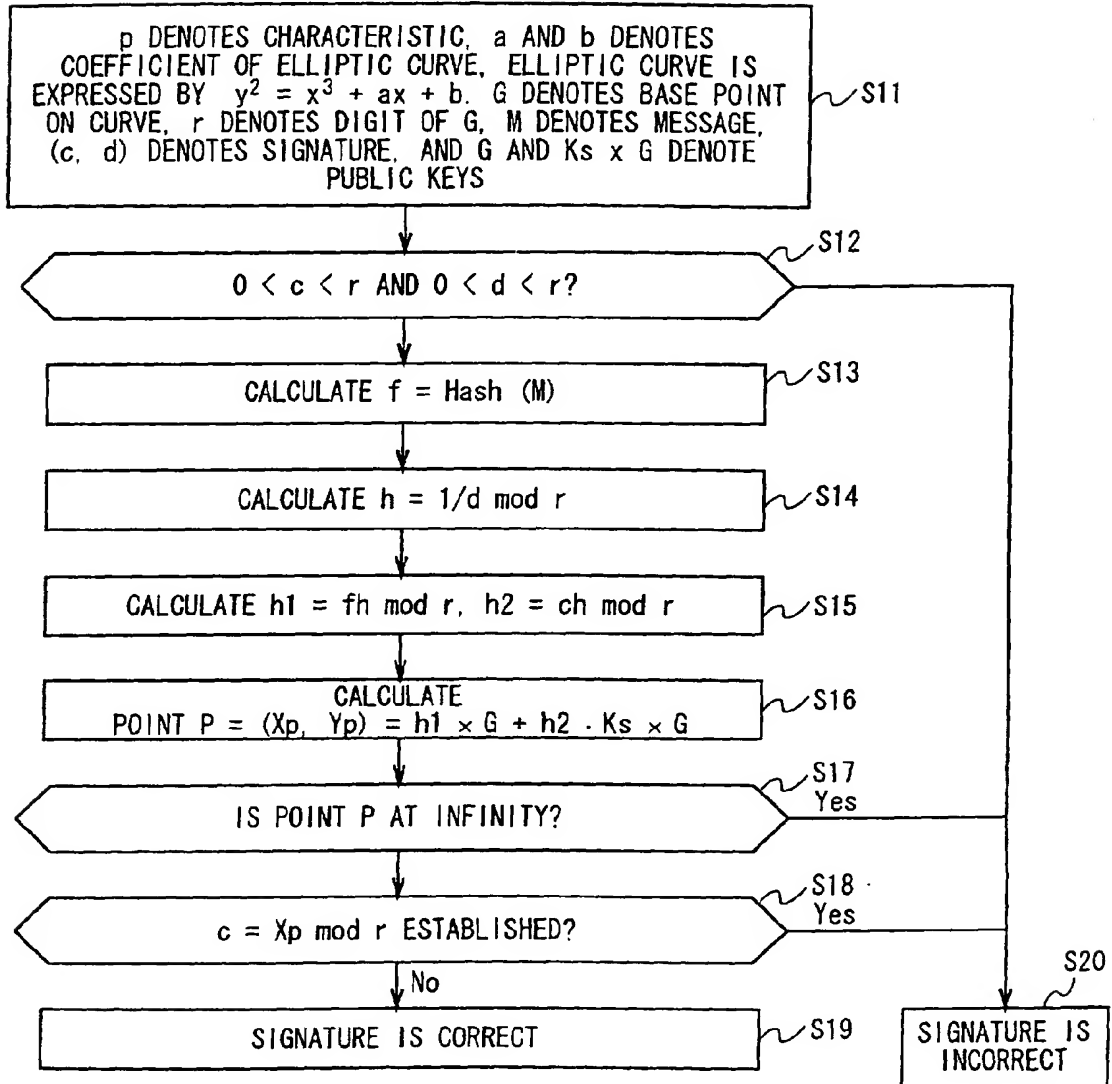 p DENOTES CHARACTERISTIC, a AND b DENOTES
COEFFICIENT OF ELLIPTIC CURVE, ELLIPTIC CURVE IS
EXPRESSED BY y² = x³ + ax + b. G DENOTES BASE POINT
ON CURVE, r DENOTES DIGIT OF G, M DENOTES MESSAGE,
(c, d) DENOTES SIGNATURE, AND G AND Ks x G DENOTE
PUBLIC KEYS
S11
S12
0 < c < r AND 0 < d < r?
S13
CALCULATE f = Hash (M)
S14
CALCULATE h = 1/d mod r
S15
CALCULATE h1 = fh mod r, h2 = ch mod r
S16
CALCULATE
POINT P = (Xp, Yp) = h1 × G + h2 · Ks × G
S17
Yes
IS POINT P AT INFINITY?
S18
Yes
c = Xp mod r ESTABLISHED?
No
S19
SIGNATURE IS CORRECT
S20
SIGNATURE IS
INCORRECT